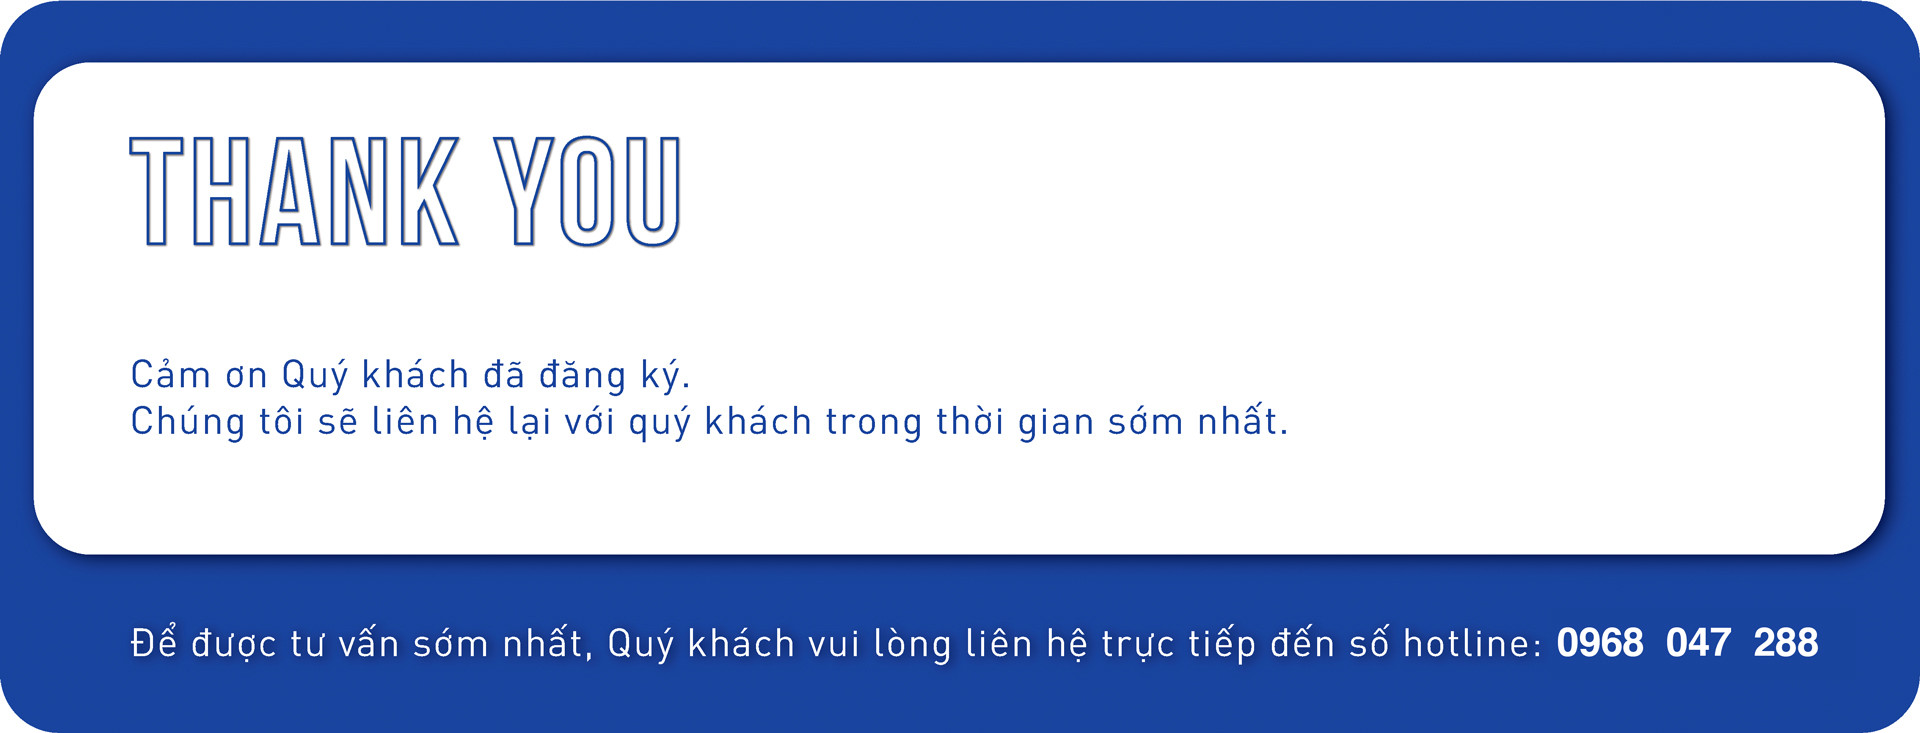 THANK YOU
Cảm ơn Quý khách đã đăng ký.
Chúng tôi sẽ liên hệ lại với quý khách trong thời gian sớm nhất.
Để được tư vấn sớm nhất, Quý khách vui lòng liên hệ trực tiếp đến số hotline: 0968 047 288